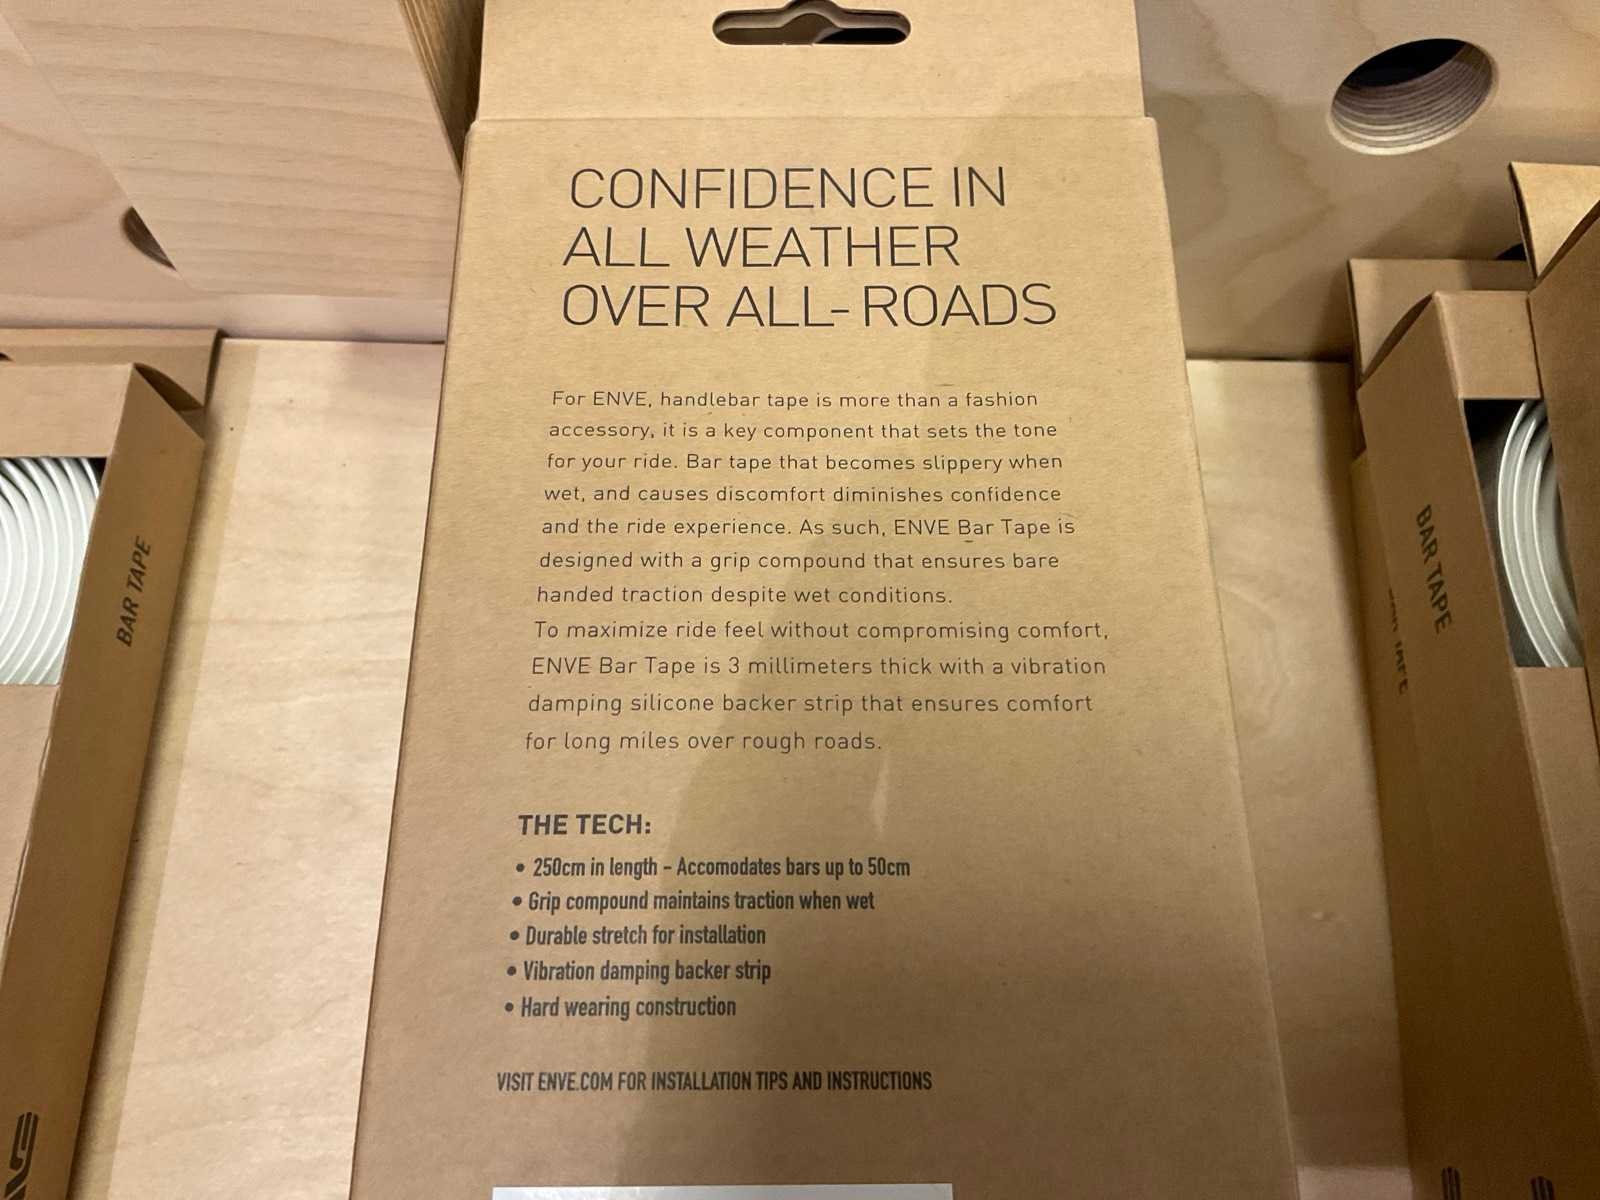 CONFIDENCE IN
ALL WEATHER
OVER ALL-ROADS
For ENVE, handlebar tape is more than a fashion
accessory, it is a key component that sets the tone
for your ride. Bar tape that becomes slippery when
wet, and causes discomfort diminishes confidence
and the ride experience. As such, ENVE Bar Tape is
designed with a grip compound that ensures bare
handed traction despite wet conditions.
To maximize ride feel without compromising comfort,
ENVE Bar Tape is 3 millimeters thick with a vibration
damping silicone backer strip that ensures comfort
for long miles over rough roads.
THE TECH:
• 250cm in length - Accomodates bars up to 50cm
• Grip compound maintains traction when wet
• Durable stretch for installation
• Vibration damping backer strip
• Hard wearing construction
VISIT ENVE.COM FOR INSTALLATION TIPS AND INSTRUCTIONS
BAR TAPE
BAR TAPE